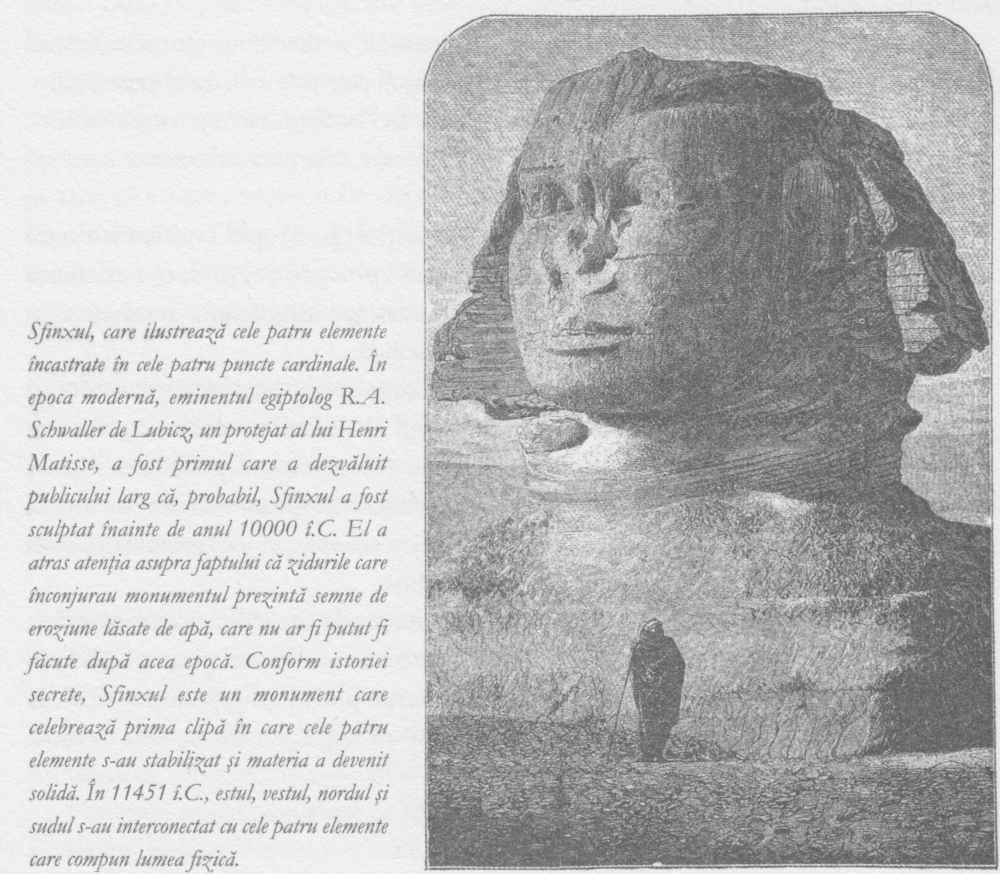 Sfinxul, care ilustrează cele patru elemente
încastrate în cele patru puncte cardinale. În
epoca modernă, eminentul egiptolog R.A.
Schwaller de Lubicz, un protejat al lui Henri
Matisse, a fost primul care a dezvăluit
publicului larg că, probabil, Sfinxul a fost
sculptat înainte de anul 10000 î.C. El a
atras atenţia asupra faptului că zidurile care
înconjurau monumentul prezintă semne de
eroziune lăsate de apă, care nu ar fi putut fi
făcute după acea epocă. Conform istoriei
secrete, Sfinxul este un monument care
celebrează prima clipă în care cele patru
elemente s-au stabilizat şi materia a devenit
solidă. În 11451 î.C., estul, vestul, nordul şi
sudul s-au interconectat cu cele patru elemente
care compun lumea fizică.